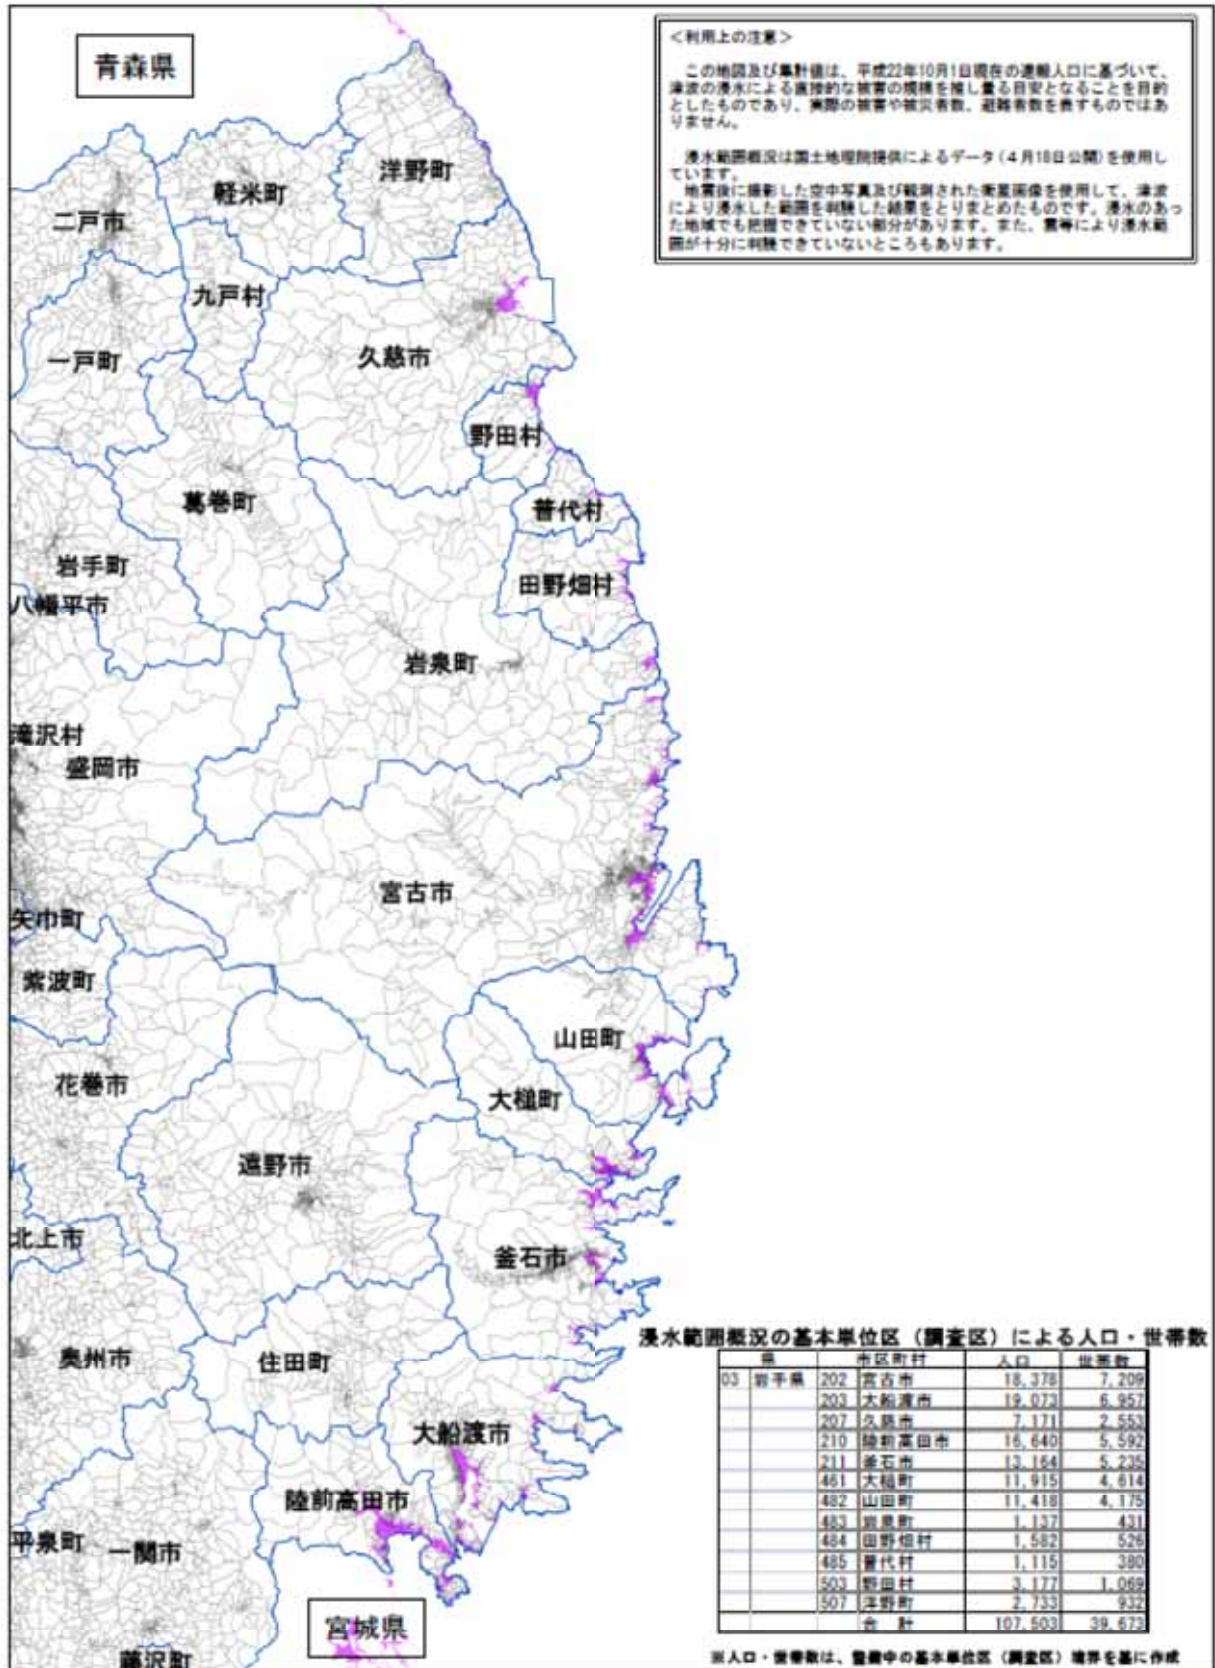 青森県
＜利用上の注意＞
この地図及び集計値は、平成22年10月1日現在の速報人口に基づいて、
津波の浸水による直接的な被害の規模を推し量る目安となることを目的
としたものであり、実際の被害や被災者数、避難者数を表すものではあ
りません。
浸水範囲概況は国土地理院提供によるデータ(４月18日公開)を使用し
ています。
地震後に撮影した空中写真及び観測された衛星画像を使用して、津波
により浸水した範囲を判読した結果をとりまとめたものです。浸水のあっ
た地域でも把握できていない部分があります。また、雲等により浸水範
囲が十分に判読できていないところもあります。
洋野町
軽米町
二戸市
九戸村
一戸町
久慈市
野田村
葛巻町
普代村
岩手町
田野畑村
八幡平市
岩泉町
滝沢村
盛岡市
宮古市
矢巾町
紫波町
山田町
花巻市
大槌町
遠野市
北上市
釜石市
奥州市
住田町
大船渡市
陸前高田市
平泉町
一関市
宮城県
藤沢町
浸水範囲概況の基本単位区（調査区）による人口・世帯数
県 市区町村 人口 世帯数
03 岩手県 202 宮古市 18,378 7,209
203 大船渡市 19,073 6,957
207 久慈市 7,171 2,553
210 陸前高田市 16,640 5,592
211 釜石市 13,164 5,235
461 大槌町 11,915 4,614
482 山田町 11,418 4,175
483 岩泉町 1,137 431
484 田野畑村 1,582 526
485 普代村 1,115 380
503 野田村 3,177 1,069
507 洋野町 2,733 932
合計 107,503 39,673
※人口・世帯数は、整備中の基本単位区（調査区）境界を基に作成